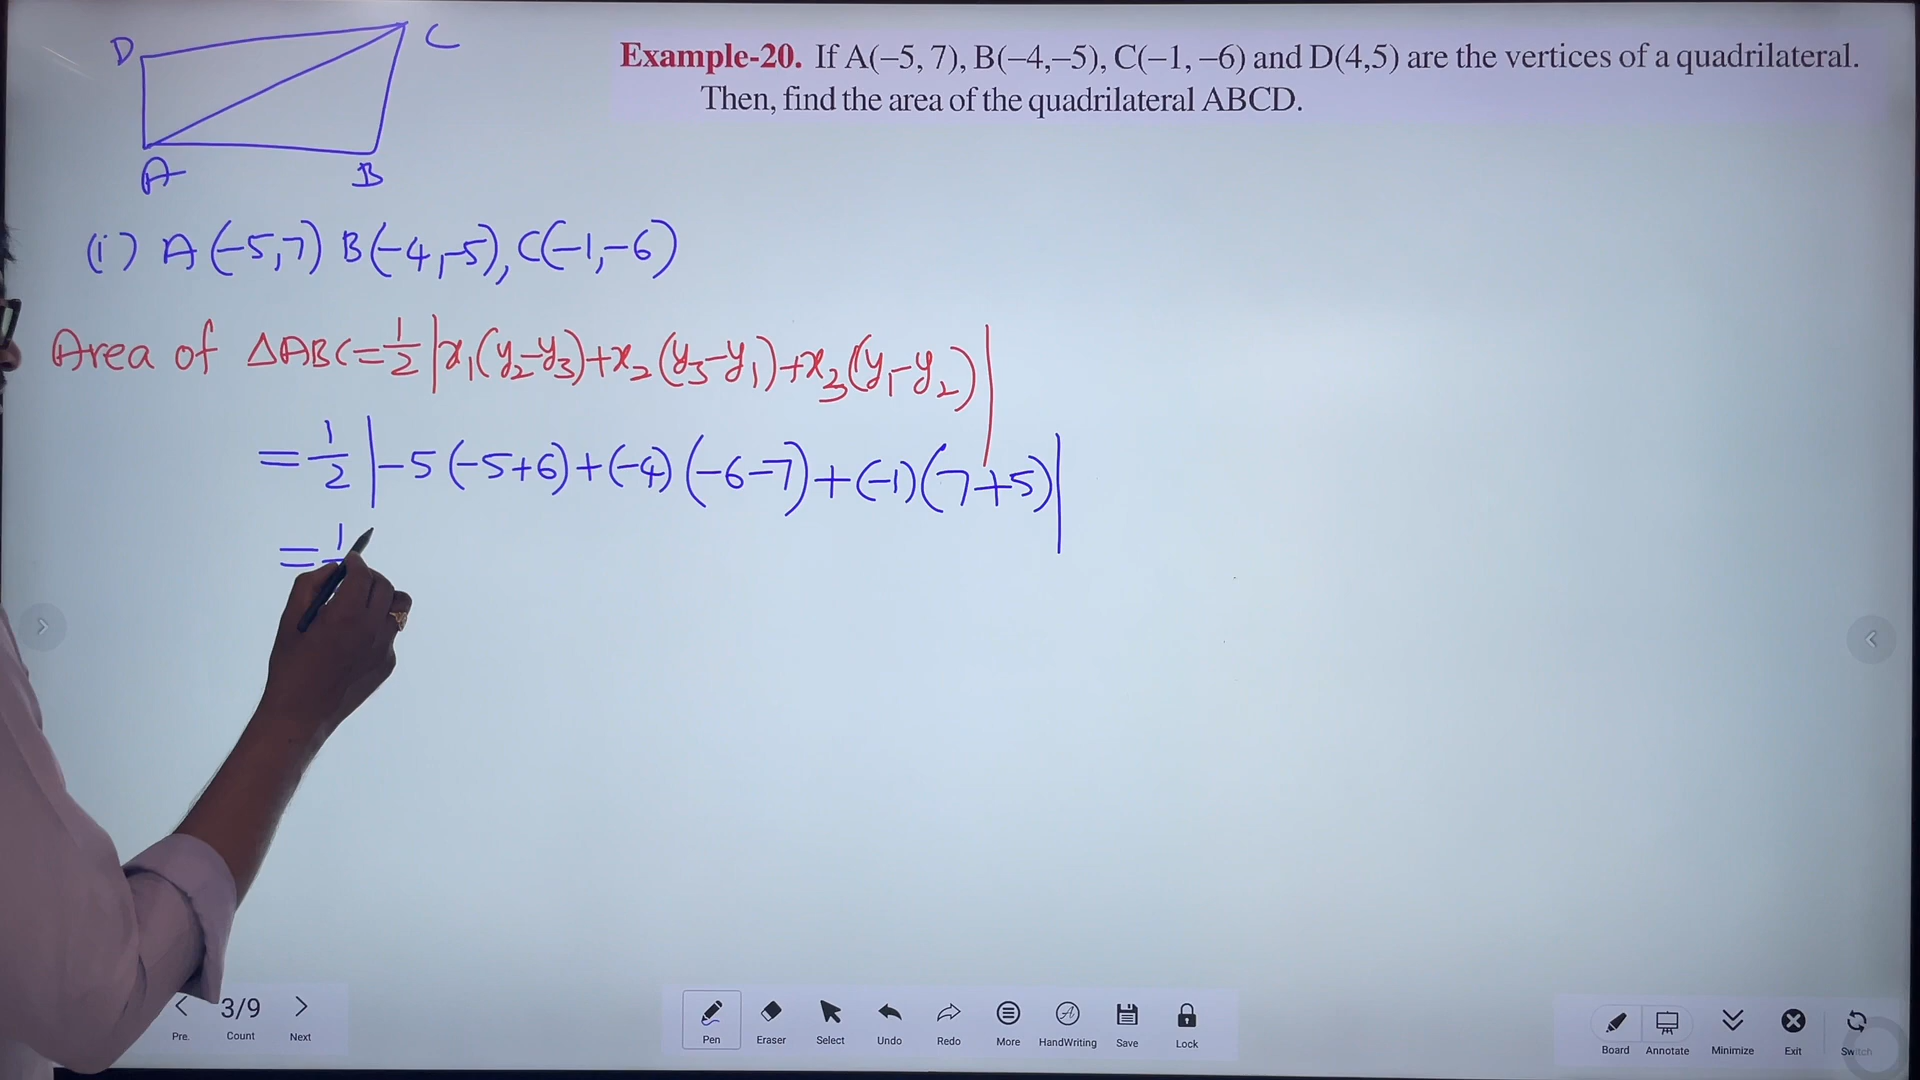 D C
Example-20. If A(–5, 7), B(–4,–5), C(–1, –6) and D(4,5) are the vertices of a quadrilateral.
Then, find the area of the quadrilateral ABCD.
A B
(i) A(-5,7) B(-4,-5), C(-1,-6)
Area of △ABC=1/2|x₁(y₂-y₃)+x₂(y₃-y₁)+x₃(y₁-y₂)|
=1/2|-5(-5+6)+(-4)(-6-7)+(-1)(7+5)|
=1
3/9
Pre. Count Next
Pen Eraser Select Undo Redo More HandWriting Save Lock
Board Annotate Minimize Exit Switch